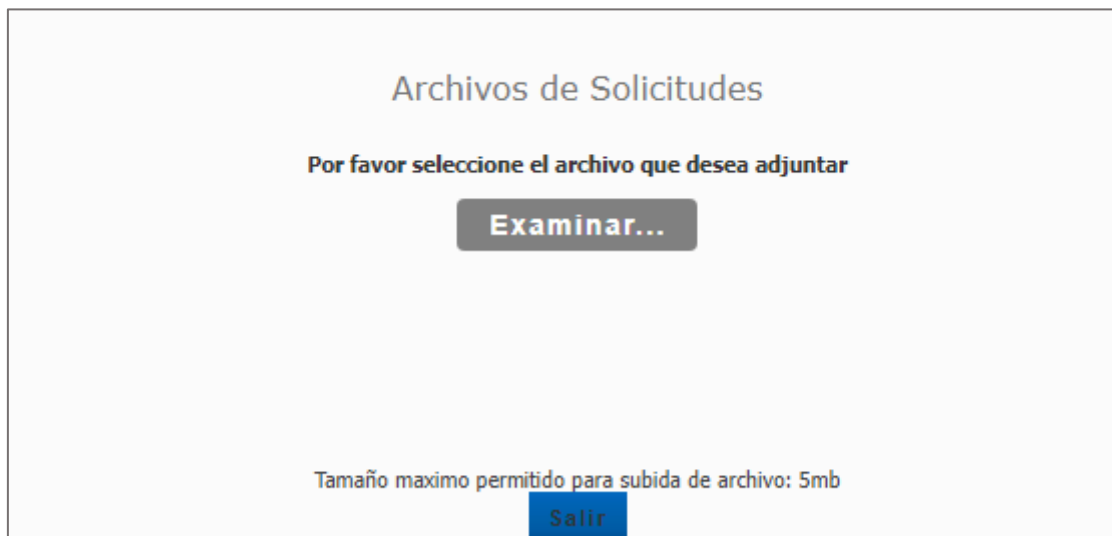 Archivos de Solicitudes
Por favor seleccione el archivo que desea adjuntar
Examinar...
Tamaño maximo permitido para subida de archivo: 5mb
Salir